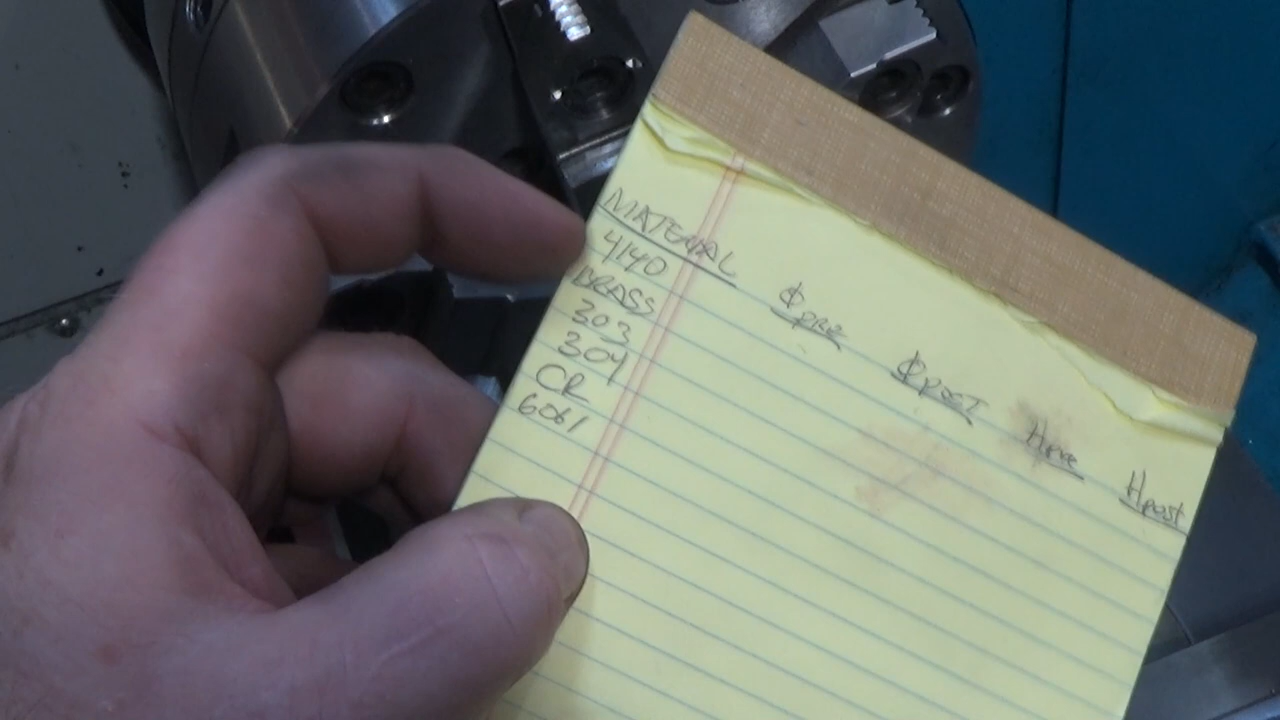 MATERIAL ⌀pre ⌀post Hpre Hpost
4140
BRASS
303
304
CR
6061